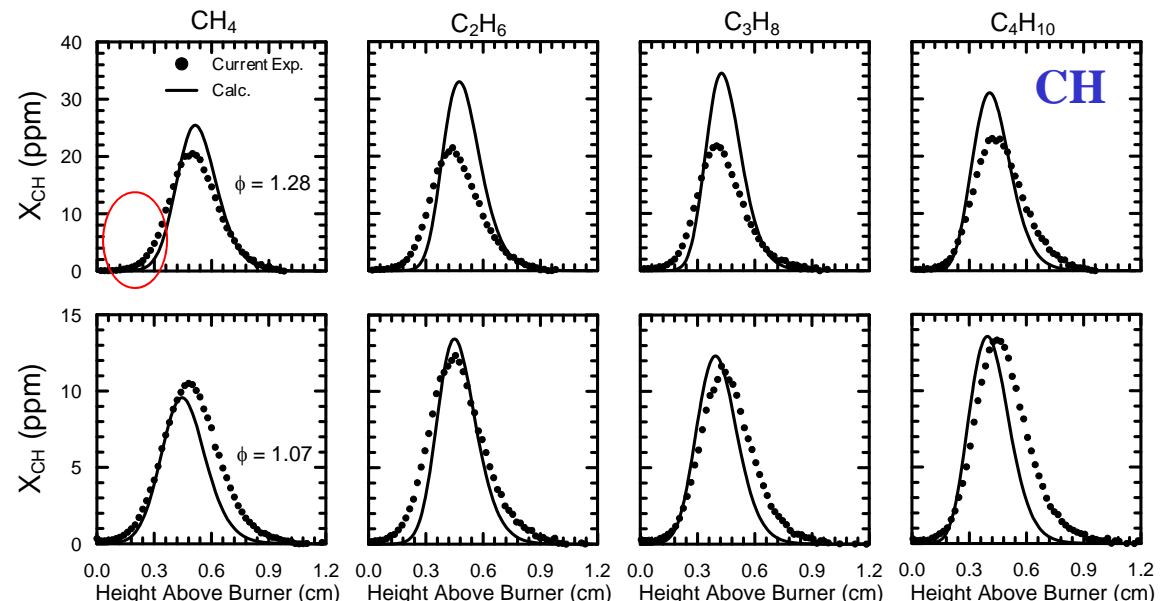 CH₄ C₂H₆ C₃H₈ C₄H₁₀
40
30
20
10
0
X_CH (ppm)
Current Exp.
Calc.
ϕ = 1.28
CH
15
10
5
0
X_CH (ppm)
ϕ = 1.07
0.0 0.3 0.6 0.9 1.2 0.0 0.3 0.6 0.9 1.2 0.0 0.3 0.6 0.9 1.2 0.0 0.3 0.6 0.9 1.2
Height Above Burner (cm) Height Above Burner (cm) Height Above Burner (cm) Height Above Burner (cm)